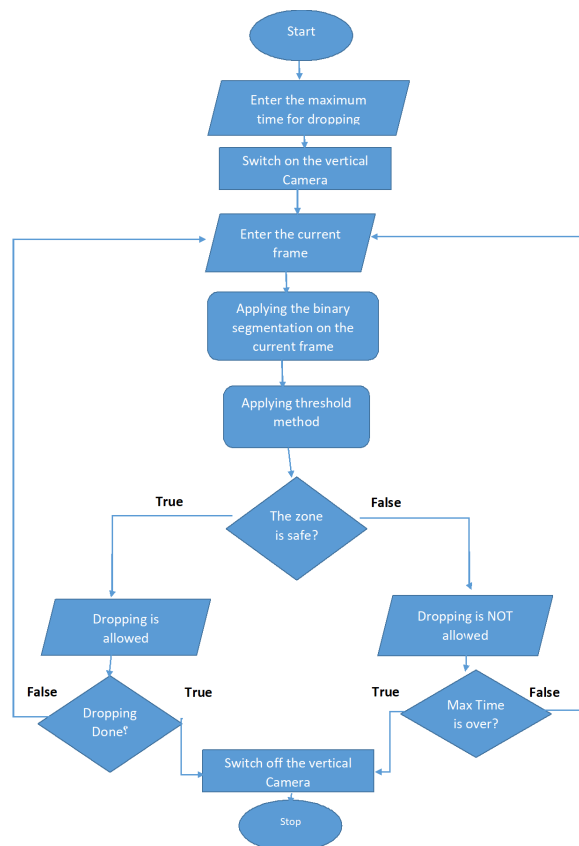 Start
Enter the maximum
time for dropping
Switch on the vertical
Camera
Enter the current
frame
Applying the binary
segmentation on the
current frame
Applying threshold
method
True
False
The zone
is safe?
Dropping is
allowed
Dropping is NOT
allowed
False
True
True
False
Dropping
Done؟
Max Time
is over?
Switch off the vertical
Camera
Stop